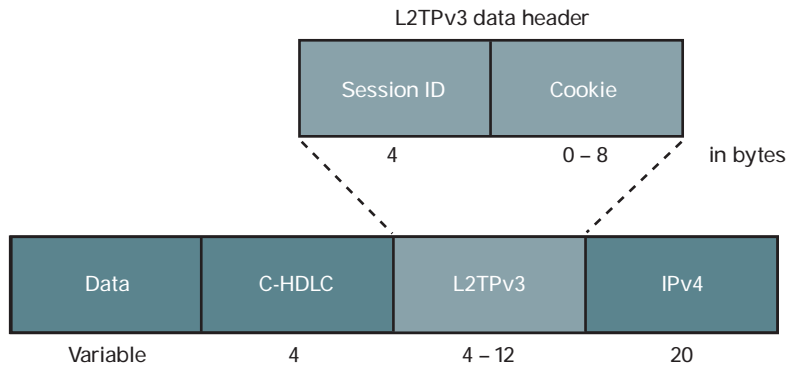 L2TPv3 data header
Session ID Cookie
4 0 – 8 in bytes
Data C-HDLC L2TPv3 IPv4
Variable 4 4 – 12 20